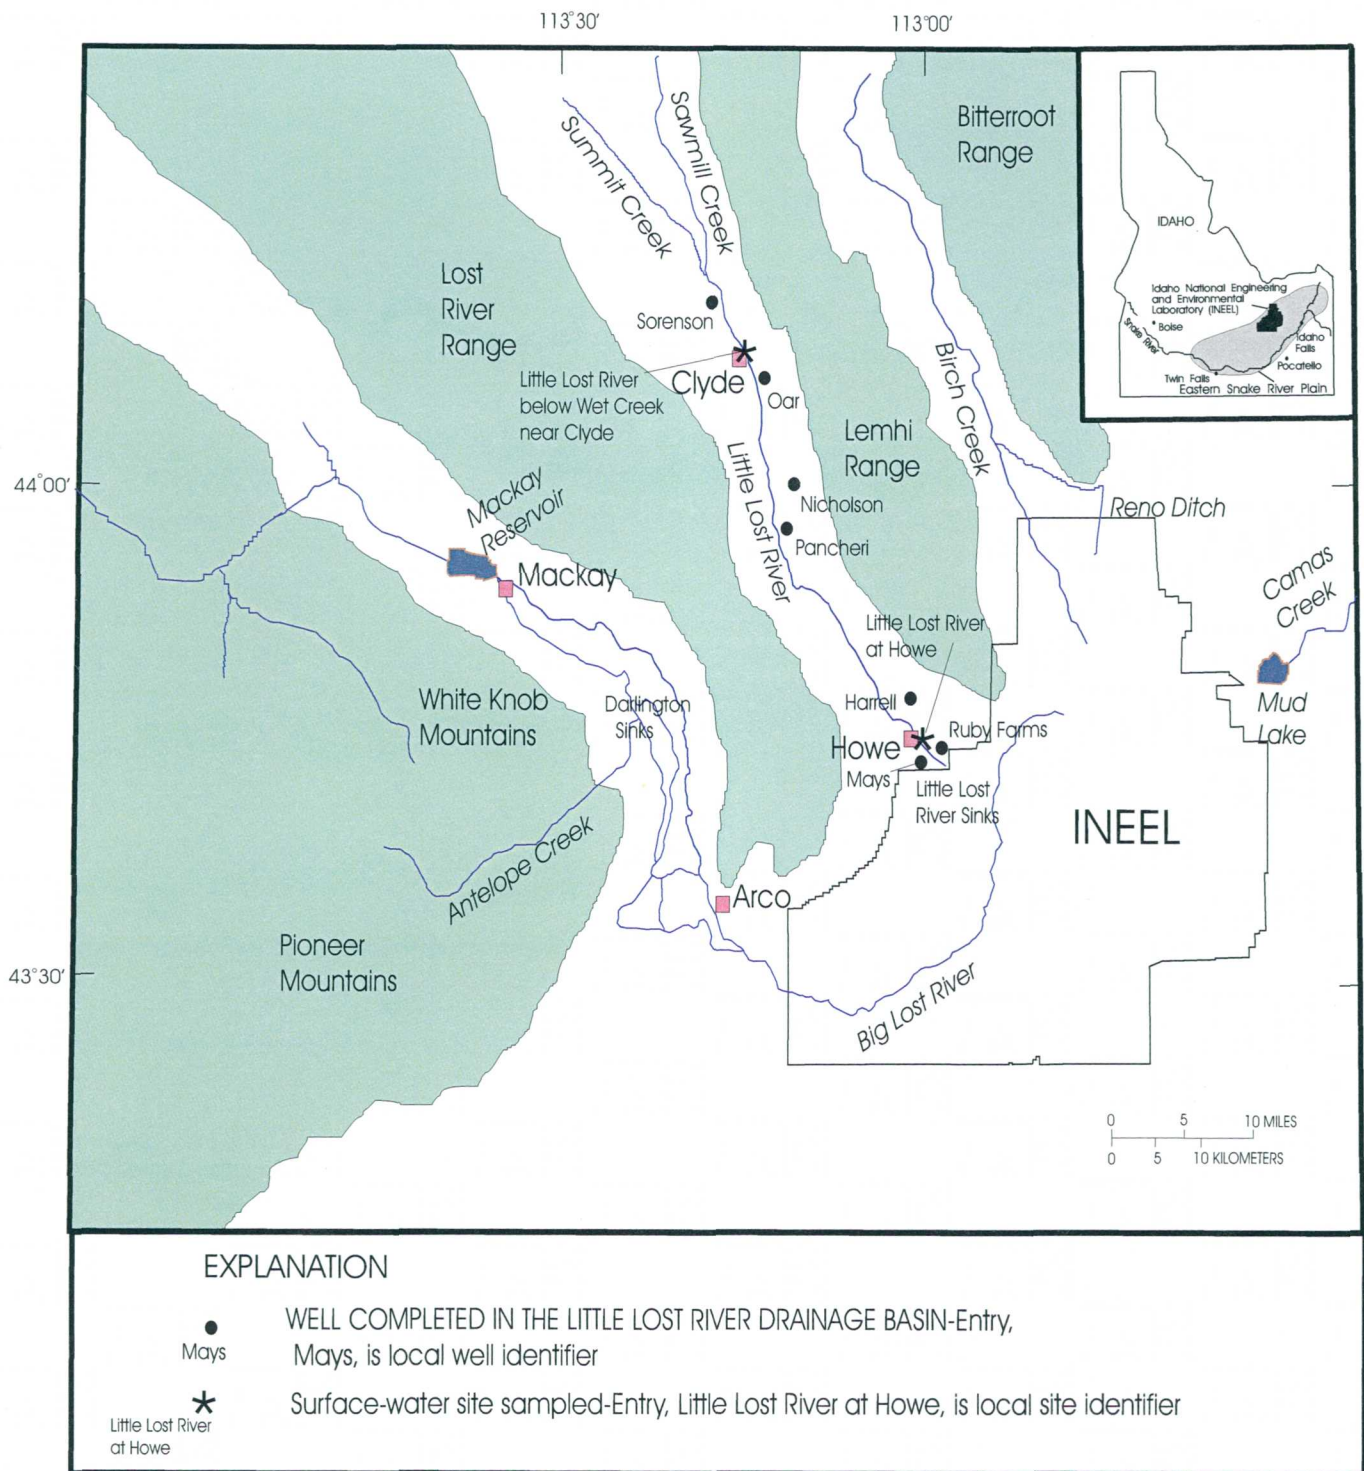 113°30'
113°00'
Summit Creek
Sawmill Creek
Bitterroot
Range
IDAHO
Idaho National Engineering
and Environmental
Laboratory (INEEL)
Snake River
Boise
Idaho
Falls
Pocatello
Twin Falls
Eastern Snake River Plain
Lost
River
Range
Sorenson
Little Lost River
below Wet Creek
near Clyde
Clyde
Oar
Birch Creek
Lemhi
Range
Little Lost River
44°00'
Mackay
Reservoir
Nicholson
Reno Ditch
Pancheri
Mackay
Camas
Creek
Little Lost River
at Howe
White Knob
Mountains
Darlington
Sinks
Harrell
Mud
Lake
Howe
Ruby Farms
Mays
Little Lost
River Sinks
INEEL
Antelope Creek
Arco
Pioneer
Mountains
43°30'
Big Lost River
0 5 10 MILES
0 5 10 KILOMETERS
EXPLANATION
WELL COMPLETED IN THE LITTLE LOST RIVER DRAINAGE BASIN-Entry,
Mays
Mays, is local well identifier
Surface-water site sampled-Entry, Little Lost River at Howe, is local site identifier
Little Lost River
at Howe